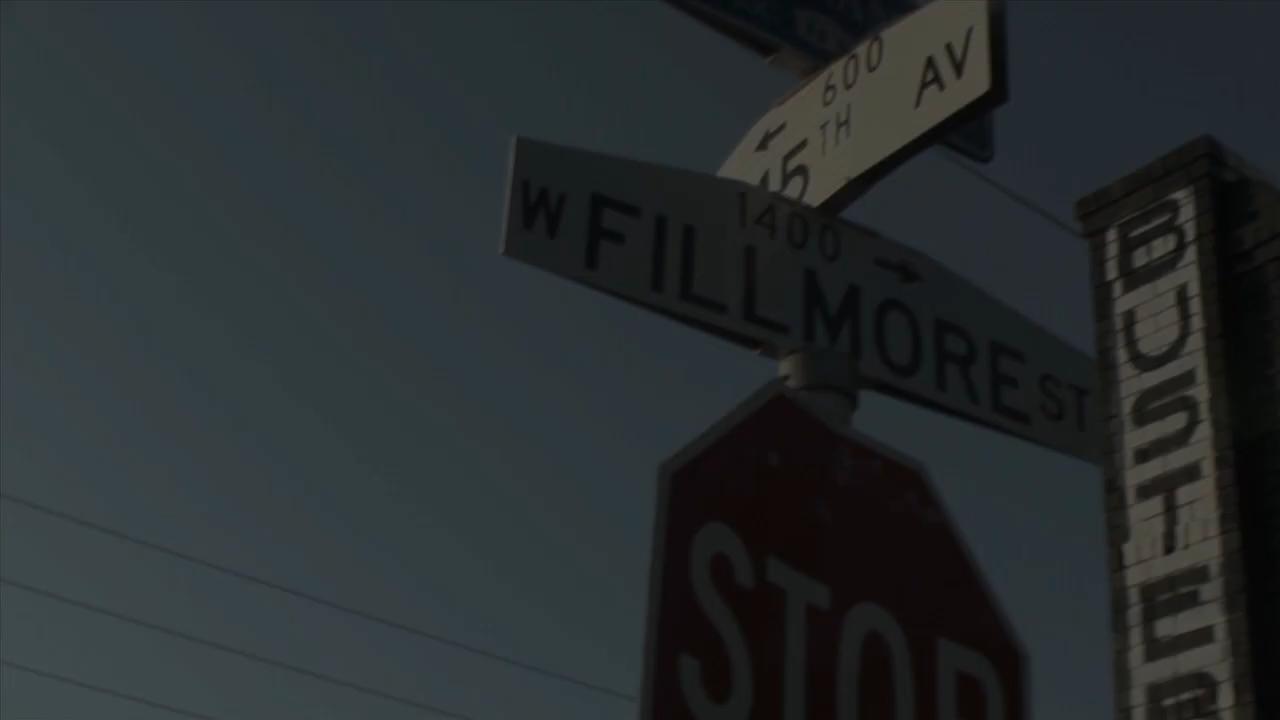 600
← 15TH AV
1400 →
W FILLMORE ST
STOP
BUSTER